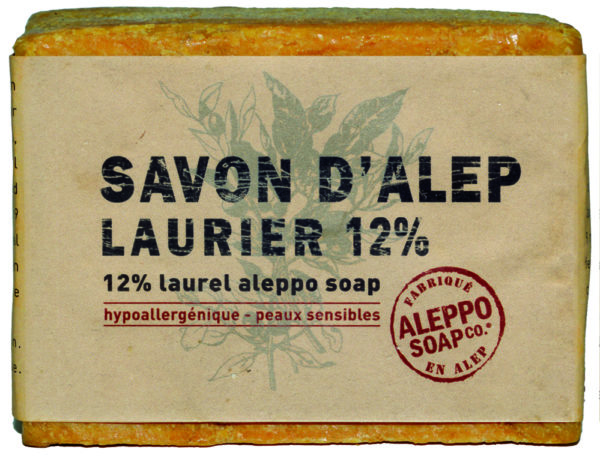 SAVON D'ALEP
LAURIER 12%
12% laurel aleppo soap
hypoallergénique - peaux sensibles
FABRIQUÉ
ALEPPO
SOAP CO.®
EN ALEP